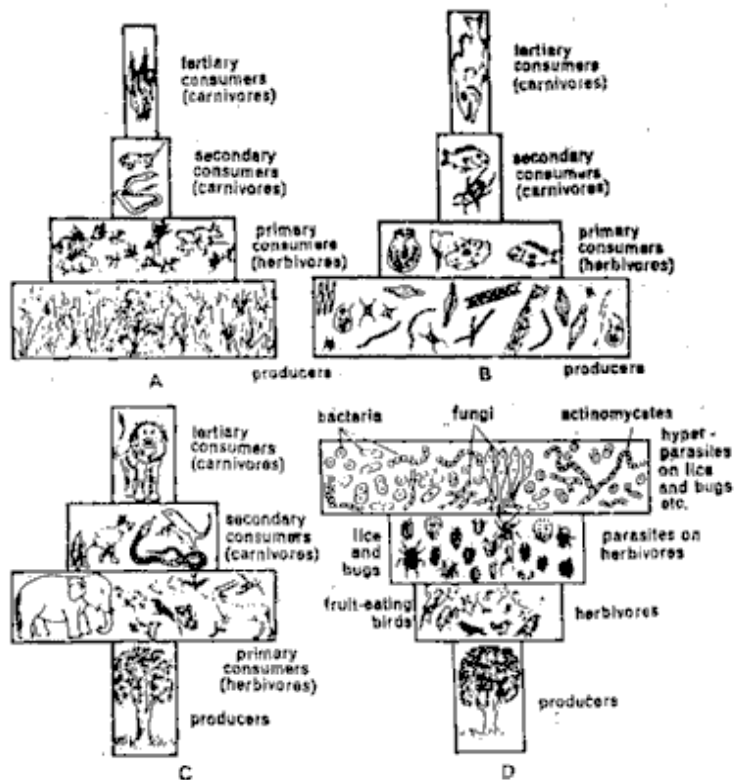 tertiary
consumers
(carnivores)
secondary
consumers
(carnivores)
primary
consumers
(herbivores)
producers
A
tertiary
consumers
(carnivores)
secondary
consumers
(carnivores)
primary
consumers
(herbivores)
producers
B
tertiary
consumers
(carnivores)
secondary
consumers
(carnivores)
primary
consumers
(herbivores)
producers
C
bacteria
fungi
actinomycetes
hyper-
parasites
on lice
and bugs
etc.
lice
and
bugs
parasites on
herbivores
fruit-eating
birds
herbivores
producers
D